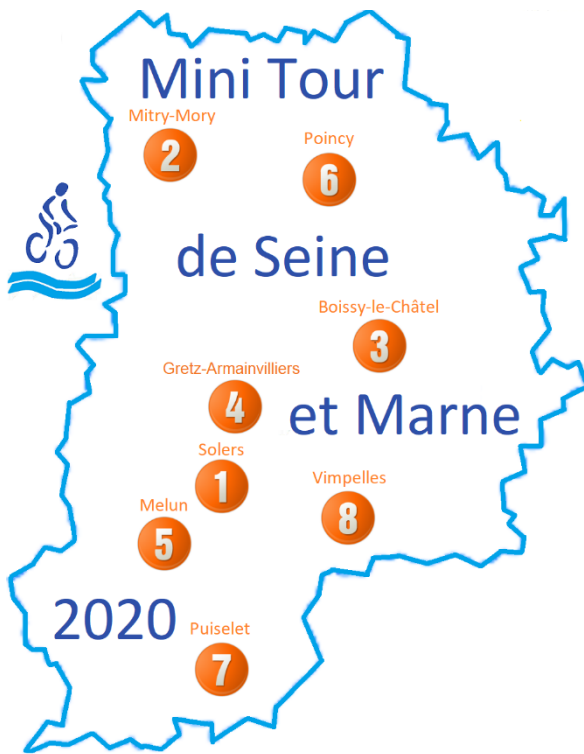 Mini Tour
Mitry-Mory
2
Poincy
6
de Seine
Boissy-le-Châtel
3
Gretz-Armainvilliers
4
et Marne
Solers
1
Vimpelles
8
Melun
5
2020
Puiselet
7